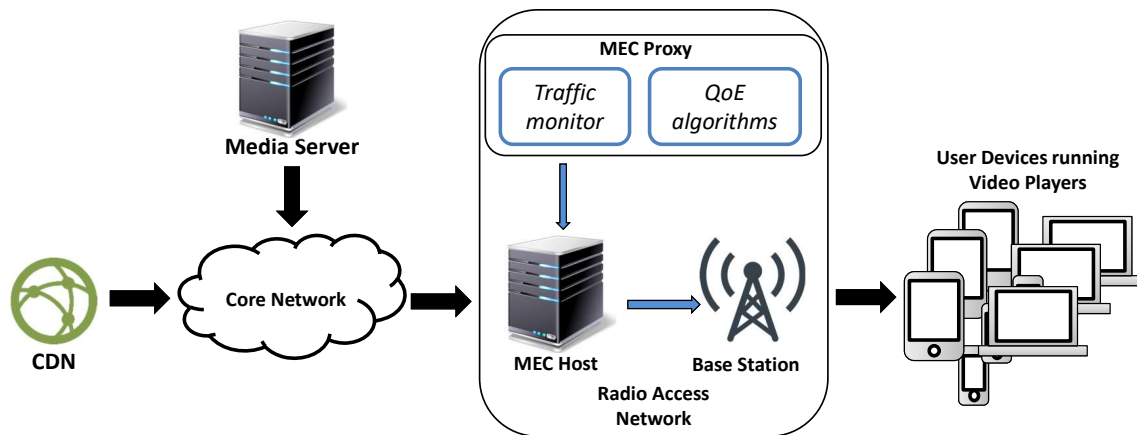 MEC Proxy
Traffic
monitor
QoE
algorithms
Media Server
User Devices running
Video Players
Core Network
CDN
MEC Host
Base Station
Radio Access
Network